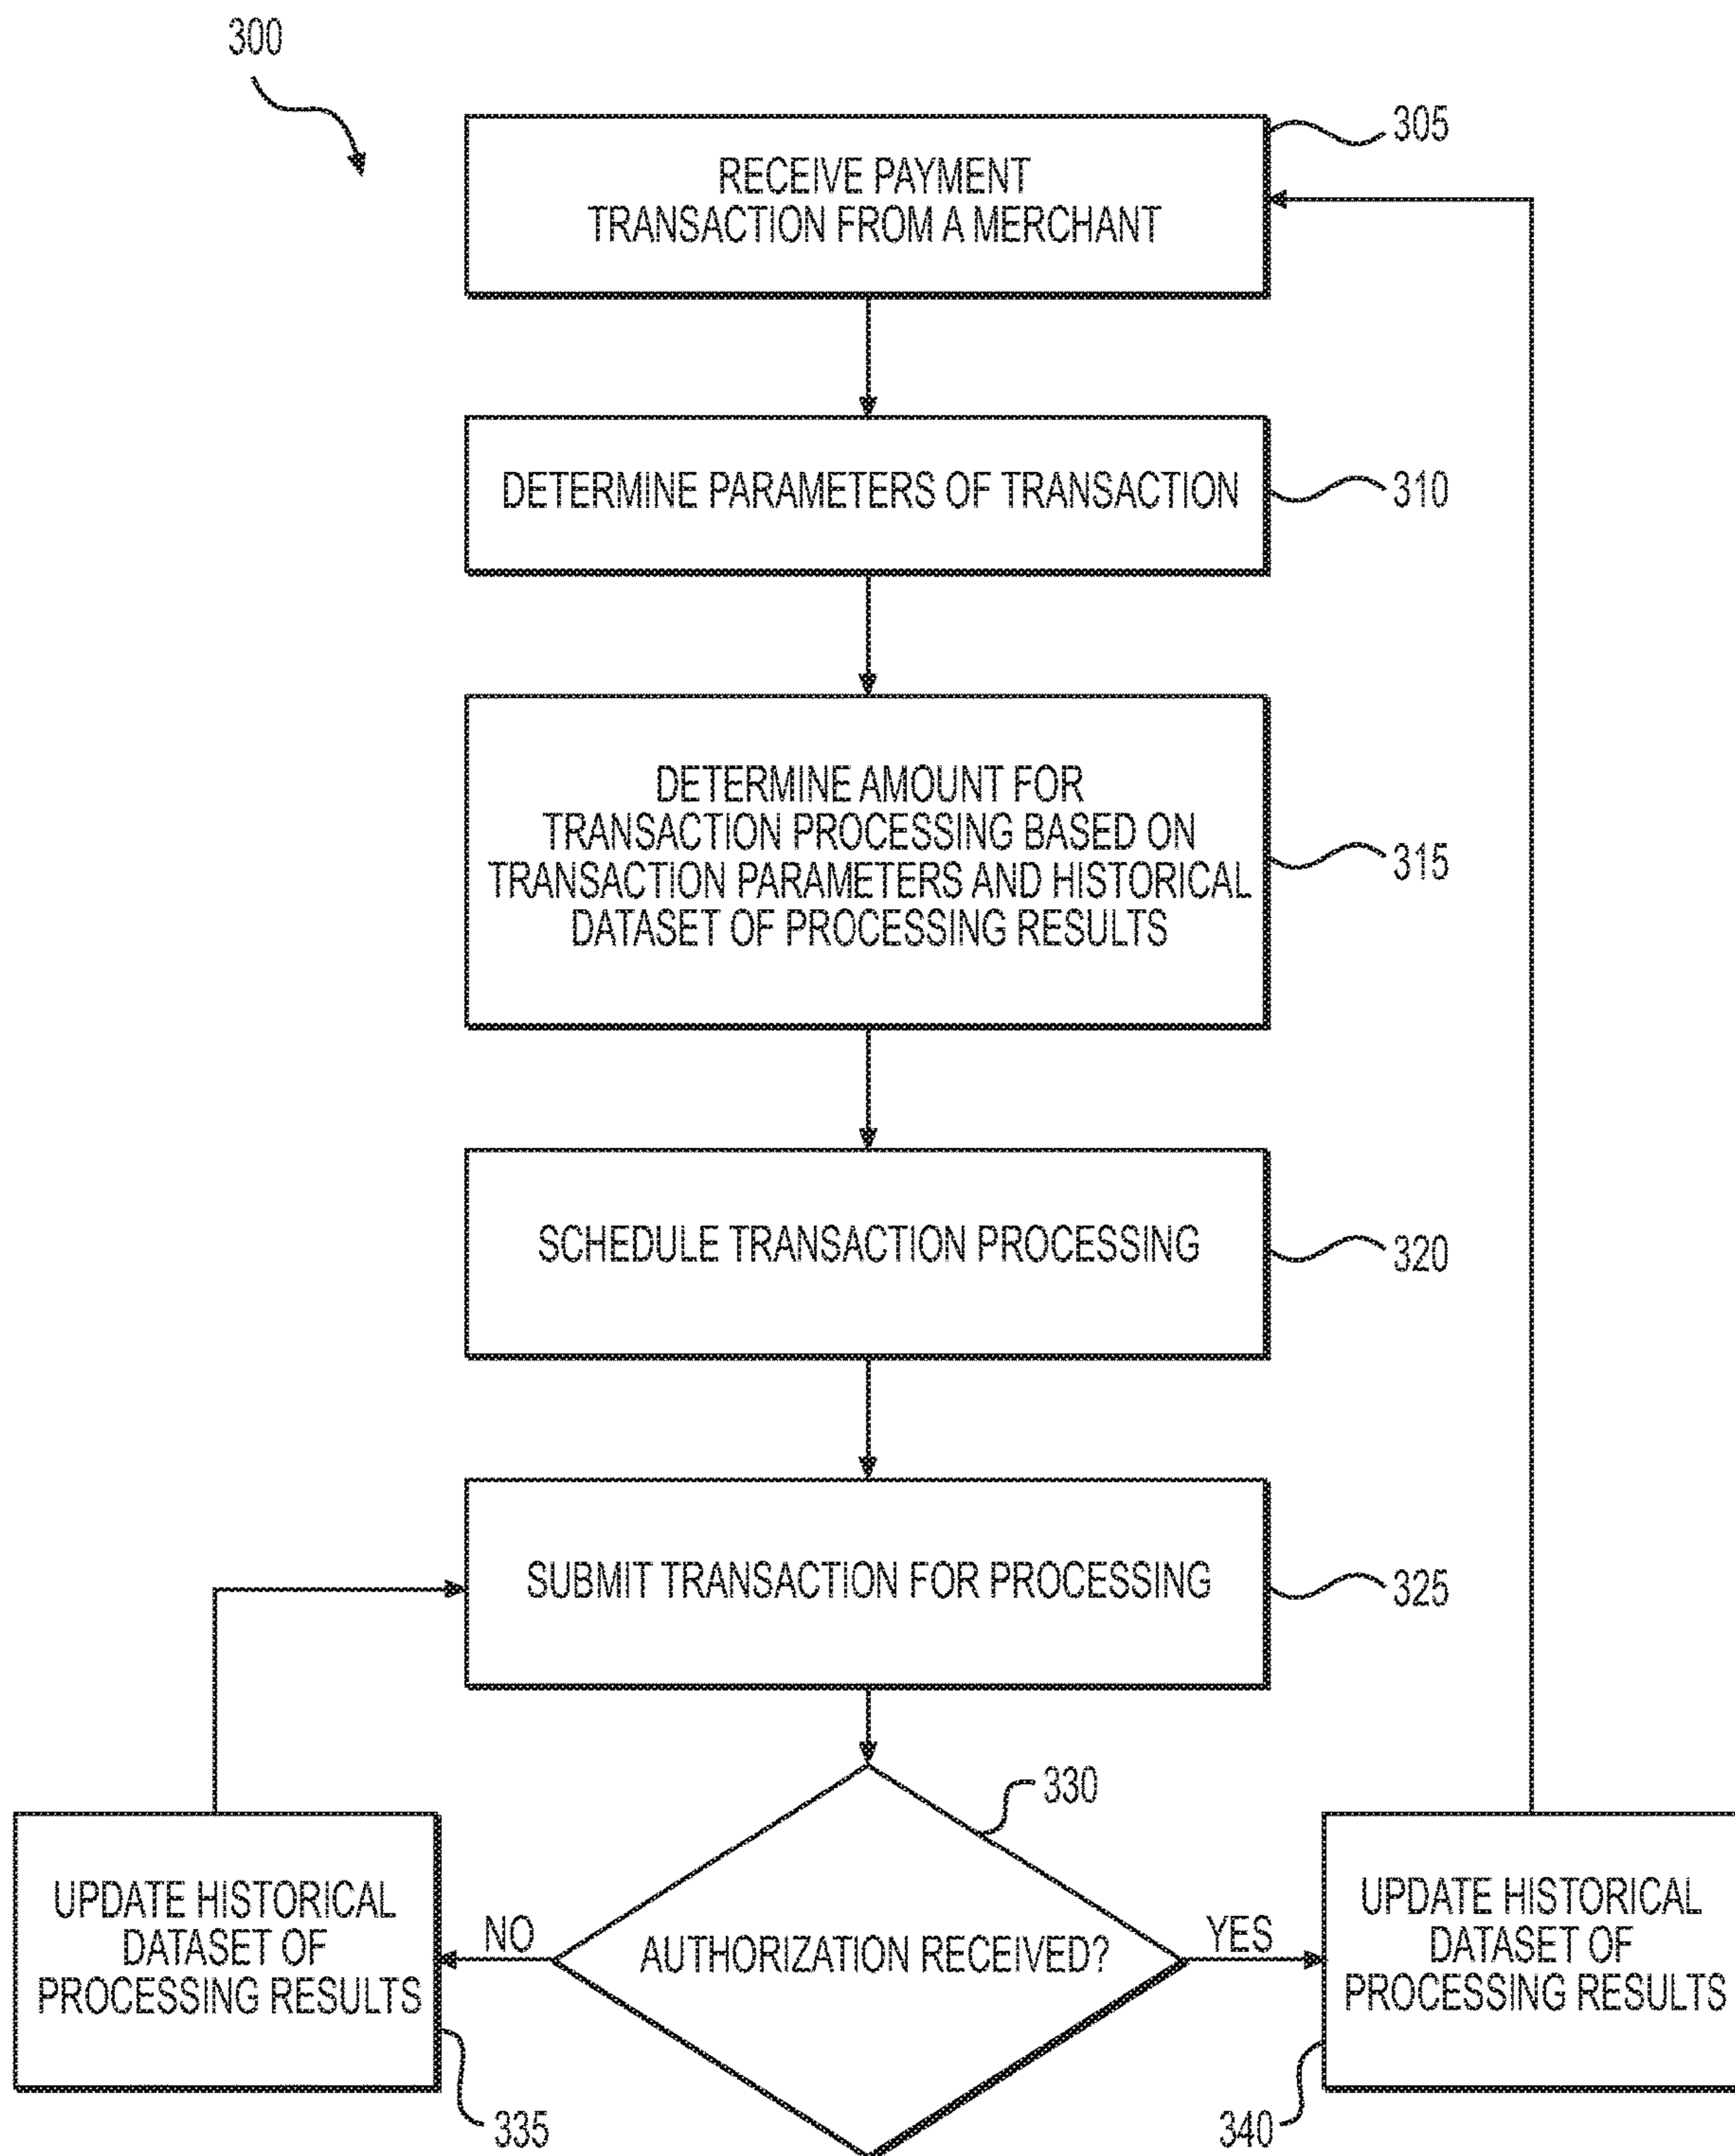 300
305
RECEIVE PAYMENT
TRANSACTION FROM A MERCHANT
DETERMINE PARAMETERS OF TRANSACTION
310
DETERMINE AMOUNT FOR
TRANSACTION PROCESSING BASED ON
TRANSACTION PARAMETERS AND HISTORICAL
DATASET OF PROCESSING RESULTS
315
SCHEDULE TRANSACTION PROCESSING
320
SUBMIT TRANSACTION FOR PROCESSING
325
330
UPDATE HISTORICAL
DATASET OF
PROCESSING RESULTS
NO
AUTHORIZATION RECEIVED?
YES
UPDATE HISTORICAL
DATASET OF
PROCESSING RESULTS
335
340